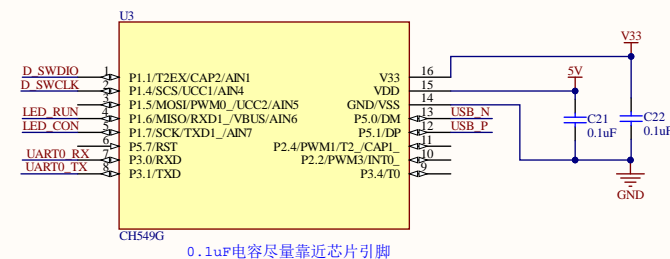 U3
V33
D_SWDIO 1 P1.1/T2EX/CAP2/AIN1 V33 16
D_SWCLK 2 P1.4/SCS/UCC1/AIN4 VDD 15 5V
3 P1.5/MOSI/PWM0_/UCC2/AIN5 GND/VSS 14
LED_RUN 4 P1.6/MISO/RXD1_/VBUS/AIN6 P5.0/DM 13 USB_N
LED_CON 5 P1.7/SCK/TXD1_/AIN7 P5.1/DP 12 USB_P
6 P5.7/RST P2.4/PWM1/T2_/CAP1_ 11
UART0_RX 7 P3.0/RXD P2.2/PWM3/INT0_ 10
UART0_TX 8 P3.1/TXD P3.4/T0 9
C21
0.1uF
C22
0.1uF
GND
CH549G
0.1uF电容尽量靠近芯片引脚